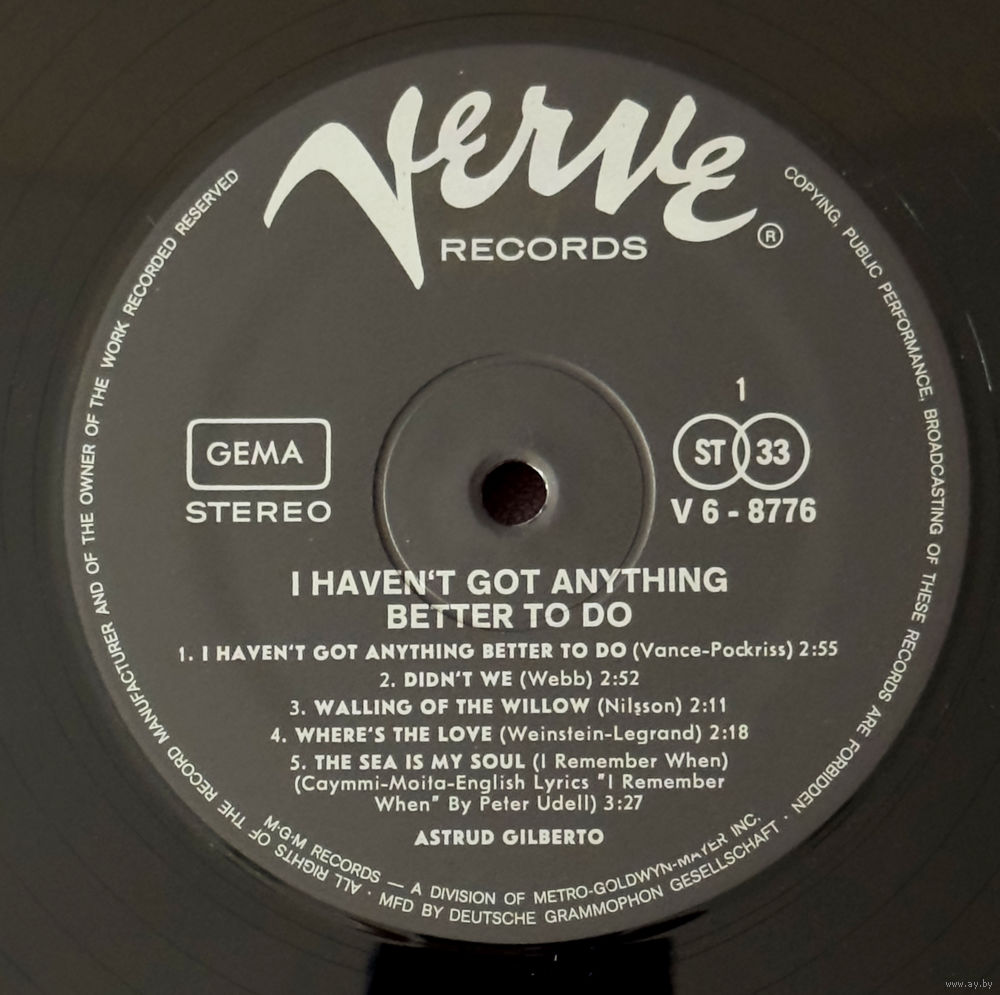 Verve
RECORDS
®
1
GEMA
STEREO
ST 33
V 6 - 8776
I HAVEN'T GOT ANYTHING
BETTER TO DO
1. I HAVEN'T GOT ANYTHING BETTER TO DO (Vance-Pockriss) 2:55
2. DIDN'T WE (Webb) 2:52
3. WALLING OF THE WILLOW (Nilsson) 2:11
4. WHERE'S THE LOVE (Weinstein-Legrand) 2:18
5. THE SEA IS MY SOUL (I Remember When)
(Caymmi-Moita-English Lyrics "I Remember
When" By Peter Udell) 3:27
ASTRUD GILBERTO
M·G·M RECORDS — A DIVISION OF METRO-GOLDWYN-MAYER INC.
MFD BY DEUTSCHE GRAMMOPHON GESELLSCHAFT · ALL RIGHTS OF THE RECORD MANUFACTURER AND OF THE OWNER OF THE WORK RECORDED RESERVED
COPYING, PUBLIC PERFORMANCE, BROADCASTING OF THESE RECORDS ARE FORBIDDEN ·
www.ay.by